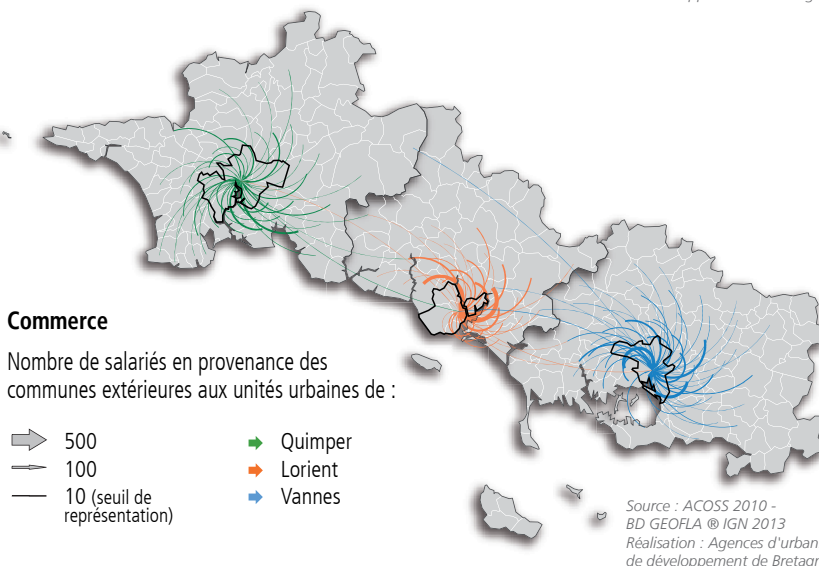 Commerce
Nombre de salariés en provenance des
communes extérieures aux unités urbaines de :
500
100
10 (seuil de
représentation)
Quimper
Lorient
Vannes
Source : ACOSS 2010 -
BD GEOFLA ® IGN 2013
Réalisation : Agences d'urban
de développement de Bretagn